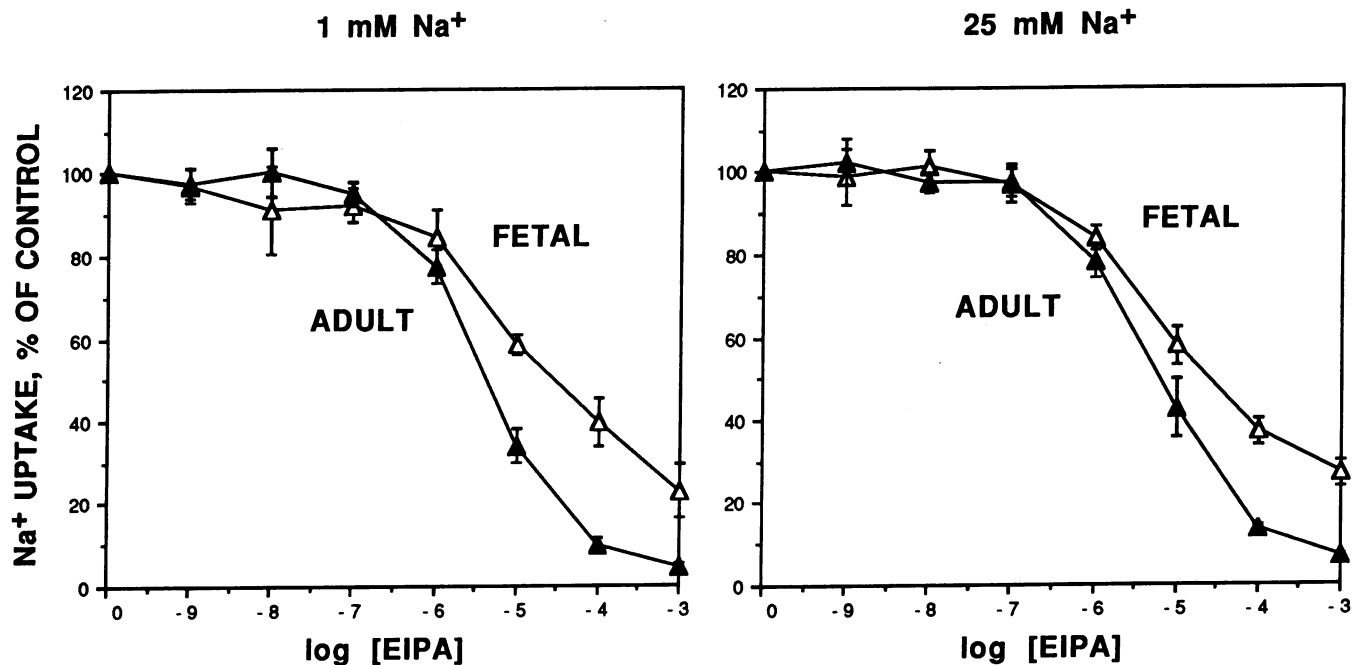 1 mM Na+
25 mM Na+
Na+ UPTAKE, % OF CONTROL
120
100
80
60
40
20
0
FETAL
ADULT
0 -9 -8 -7 -6 -5 -4 -3
log [EIPA]
120
100
80
60
40
20
0
FETAL
ADULT
0 -9 -8 -7 -6 -5 -4 -3
log [EIPA]